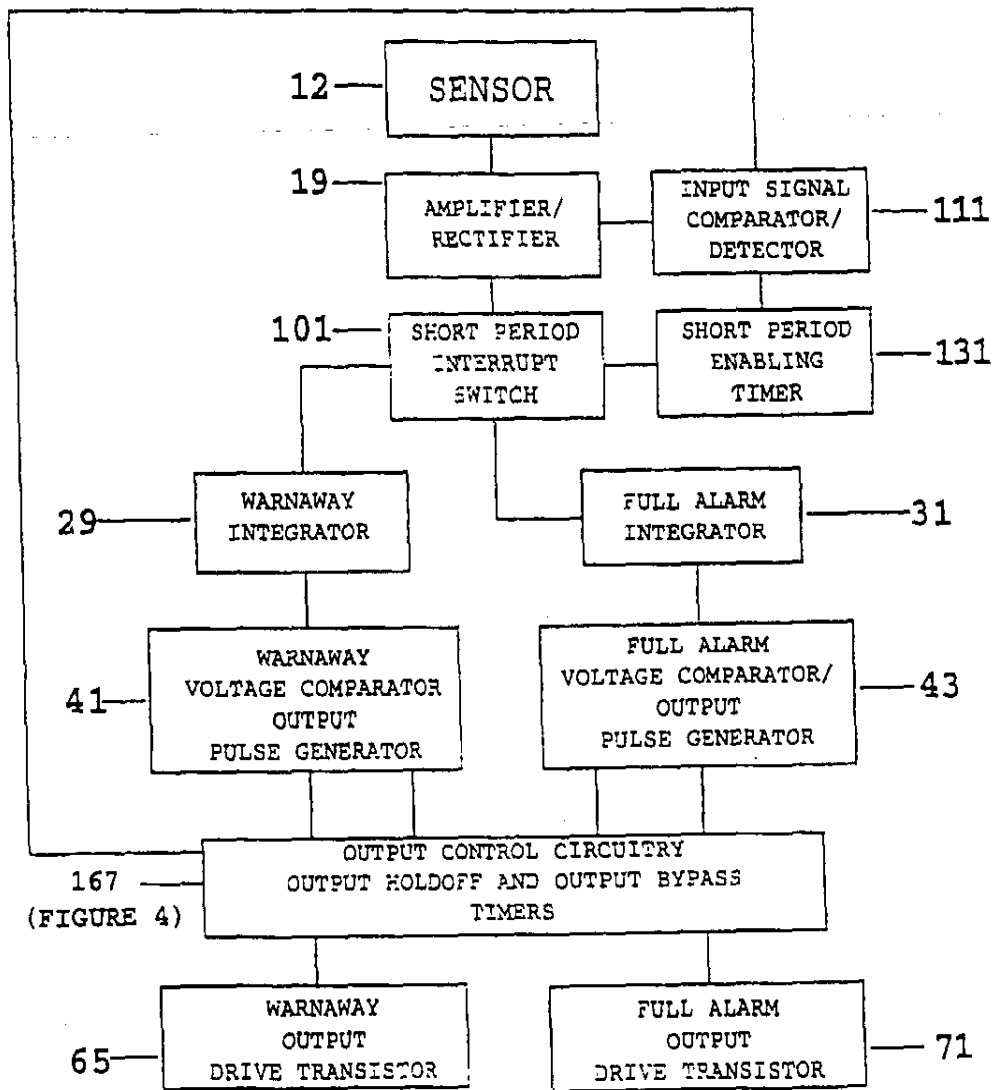 12
SENSOR
19
AMPLIFIER/
RECTIFIER
INPUT SIGNAL
COMPARATOR/
DETECTOR
111
101
SHORT PERIOD
INTERRUPT
SWITCH
SHORT PERIOD
ENABLING
TIMER
131
29
WARNAWAY
INTEGRATOR
FULL ALARM
INTEGRATOR
31
41
WARNAWAY
VOLTAGE COMPARATOR
OUTPUT
PULSE GENERATOR
FULL ALARM
VOLTAGE COMPARATOR/
OUTPUT
PULSE GENERATOR
43
167
(FIGURE 4)
OUTPUT CONTROL CIRCUITRY
OUTPUT HOLDOFF AND OUTPUT BYPASS
TIMERS
65
WARNAWAY
OUTPUT
DRIVE TRANSISTOR
FULL ALARM
OUTPUT
DRIVE TRANSISTOR
71